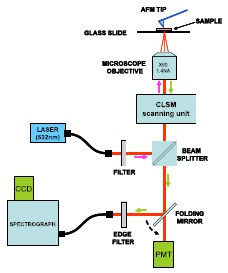 AFM TIP
SAMPLE
GLASS SLIDE
MICROSCOPE
OBJECTIVE
X60
1.4NA
CLSM
scanning unit
LASER
(532nm)
BEAM
SPLITTER
FILTER
CCD
SPECTROGRAPH
FOLDING
MIRROR
EDGE
FILTER
PMT